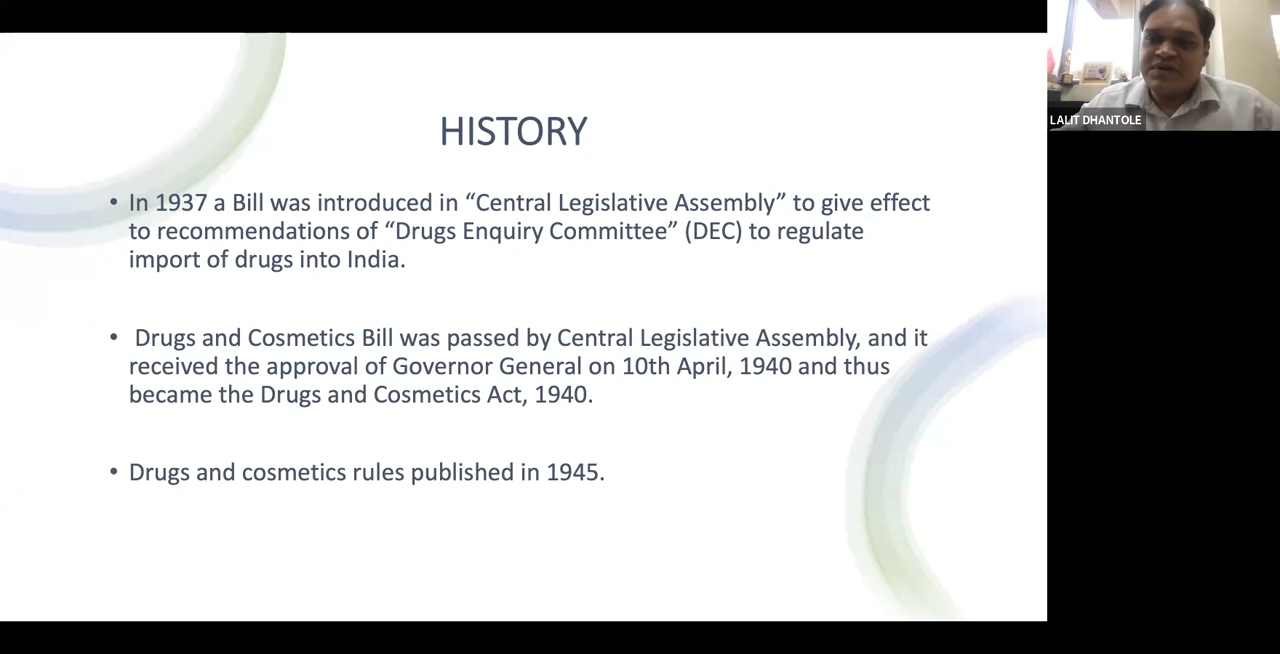 HISTORY
• In 1937 a Bill was introduced in “Central Legislative Assembly” to give effect
to recommendations of “Drugs Enquiry Committee” (DEC) to regulate
import of drugs into India.
• Drugs and Cosmetics Bill was passed by Central Legislative Assembly, and it
received the approval of Governor General on 10th April, 1940 and thus
became the Drugs and Cosmetics Act, 1940.
• Drugs and cosmetics rules published in 1945.
LALIT DHANTOLE